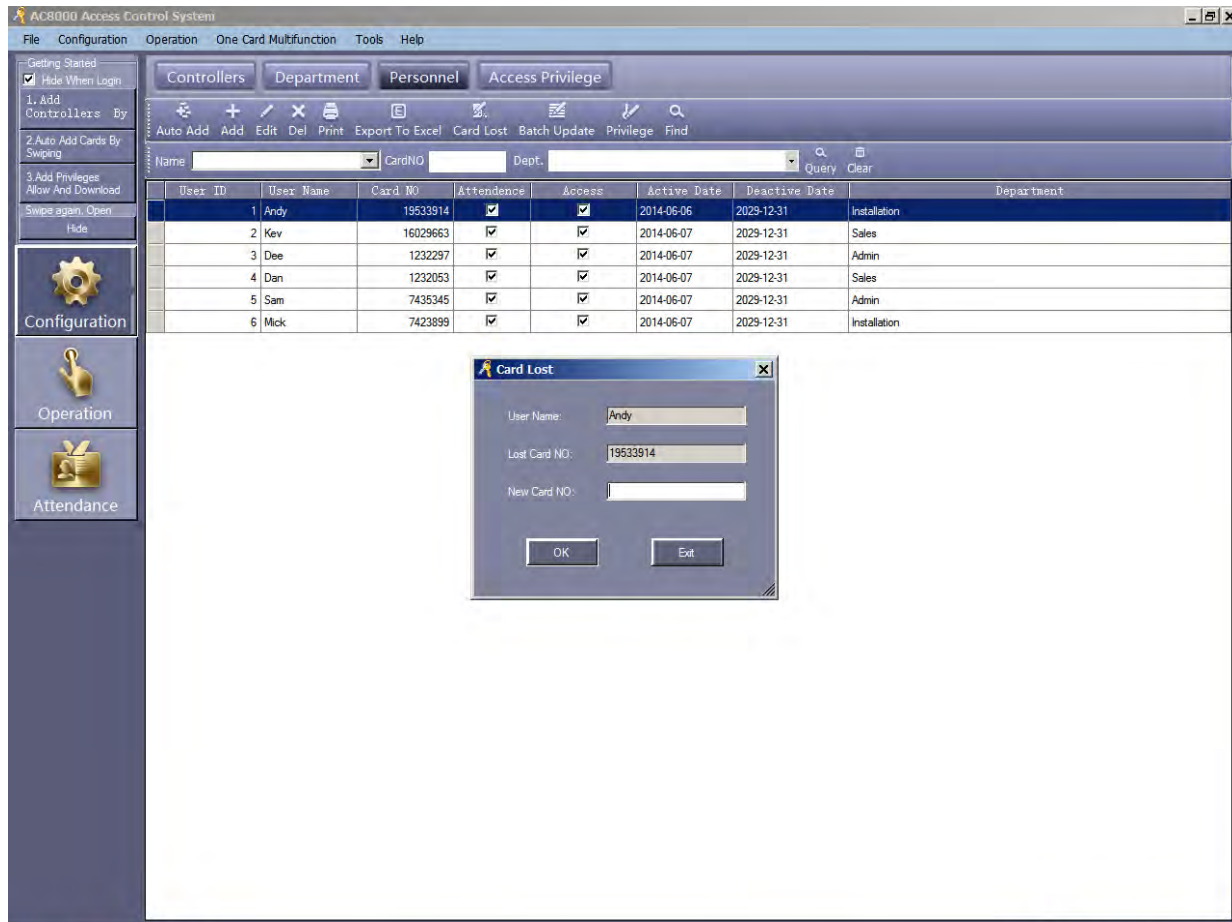 AC8000 Access Control System
File Configuration Operation One Card Multifunction Tools Help
Getting Started
Hide When Login
1.Add
Controllers By
2.Auto Add Cards By
Swiping
3.Add Privileges
Allow And Download
Swipe again. Open
Hide
Configuration
Operation
Attendance
Controllers Department Personnel Access Privilege
Auto Add Add Edit Del Print Export To Excel Card Lost Batch Update Privilege Find
Name CardNO Dept. Query Clear
User ID User Name Card NO Attendence Access Active Date Deactive Date Department
1 Andy 19533914 2014-06-06 2029-12-31 Installation
2 Kev 16029663 2014-06-07 2029-12-31 Sales
3 Dee 1232297 2014-06-07 2029-12-31 Admin
4 Dan 1232053 2014-06-07 2029-12-31 Sales
5 Sam 7435345 2014-06-07 2029-12-31 Admin
6 Mick 7423899 2014-06-07 2029-12-31 Installation
Card Lost
User Name: Andy
Lost Card NO: 19533914
New Card NO:
OK Exit